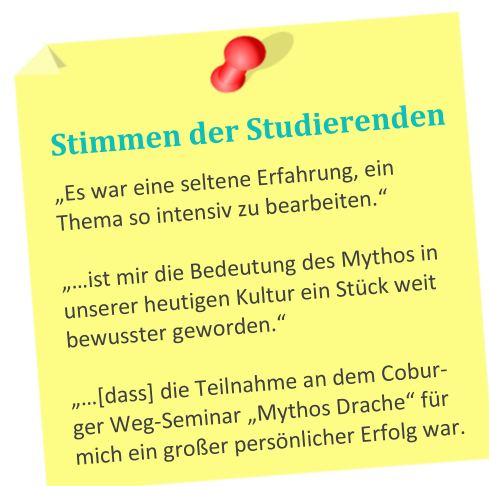 Stimmen der Studierenden
„Es war eine seltene Erfahrung, ein
Thema so intensiv zu bearbeiten.“
„…ist mir die Bedeutung des Mythos in
unserer heutigen Kultur ein Stück weit
bewusster geworden.“
„…[dass] die Teilnahme an dem Cobur-
ger Weg-Seminar „Mythos Drache“ für
mich ein großer persönlicher Erfolg war.